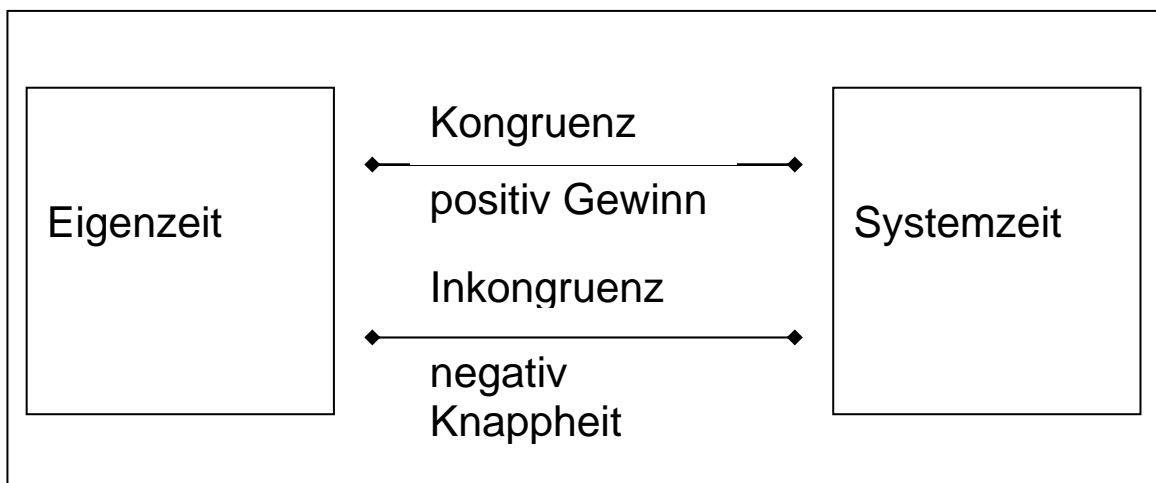 Eigenzeit
Kongruenz
positiv Gewinn
Inkongruenz
negativ
Knappheit
Systemzeit